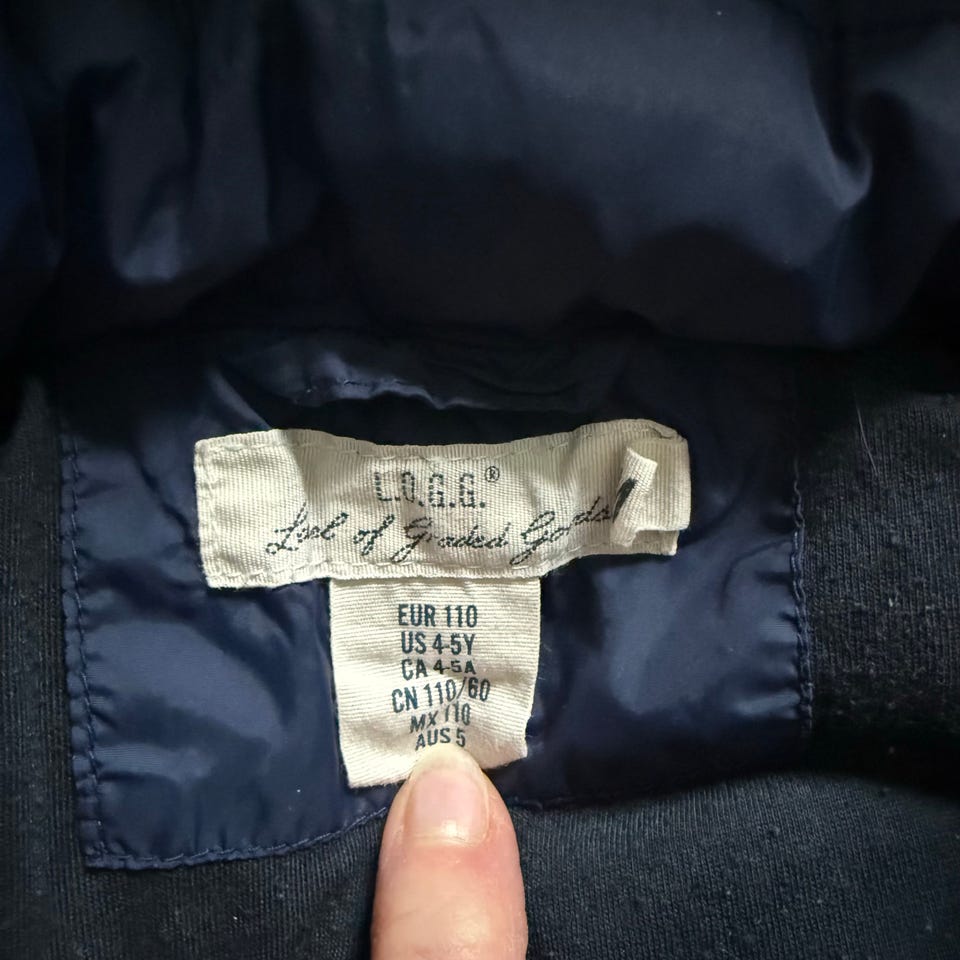 L.O.G.G.®
Label of Graded Goods
EUR 110
US 4-5Y
CA 4-5A
CN 110/60
MX 110
AUS 5